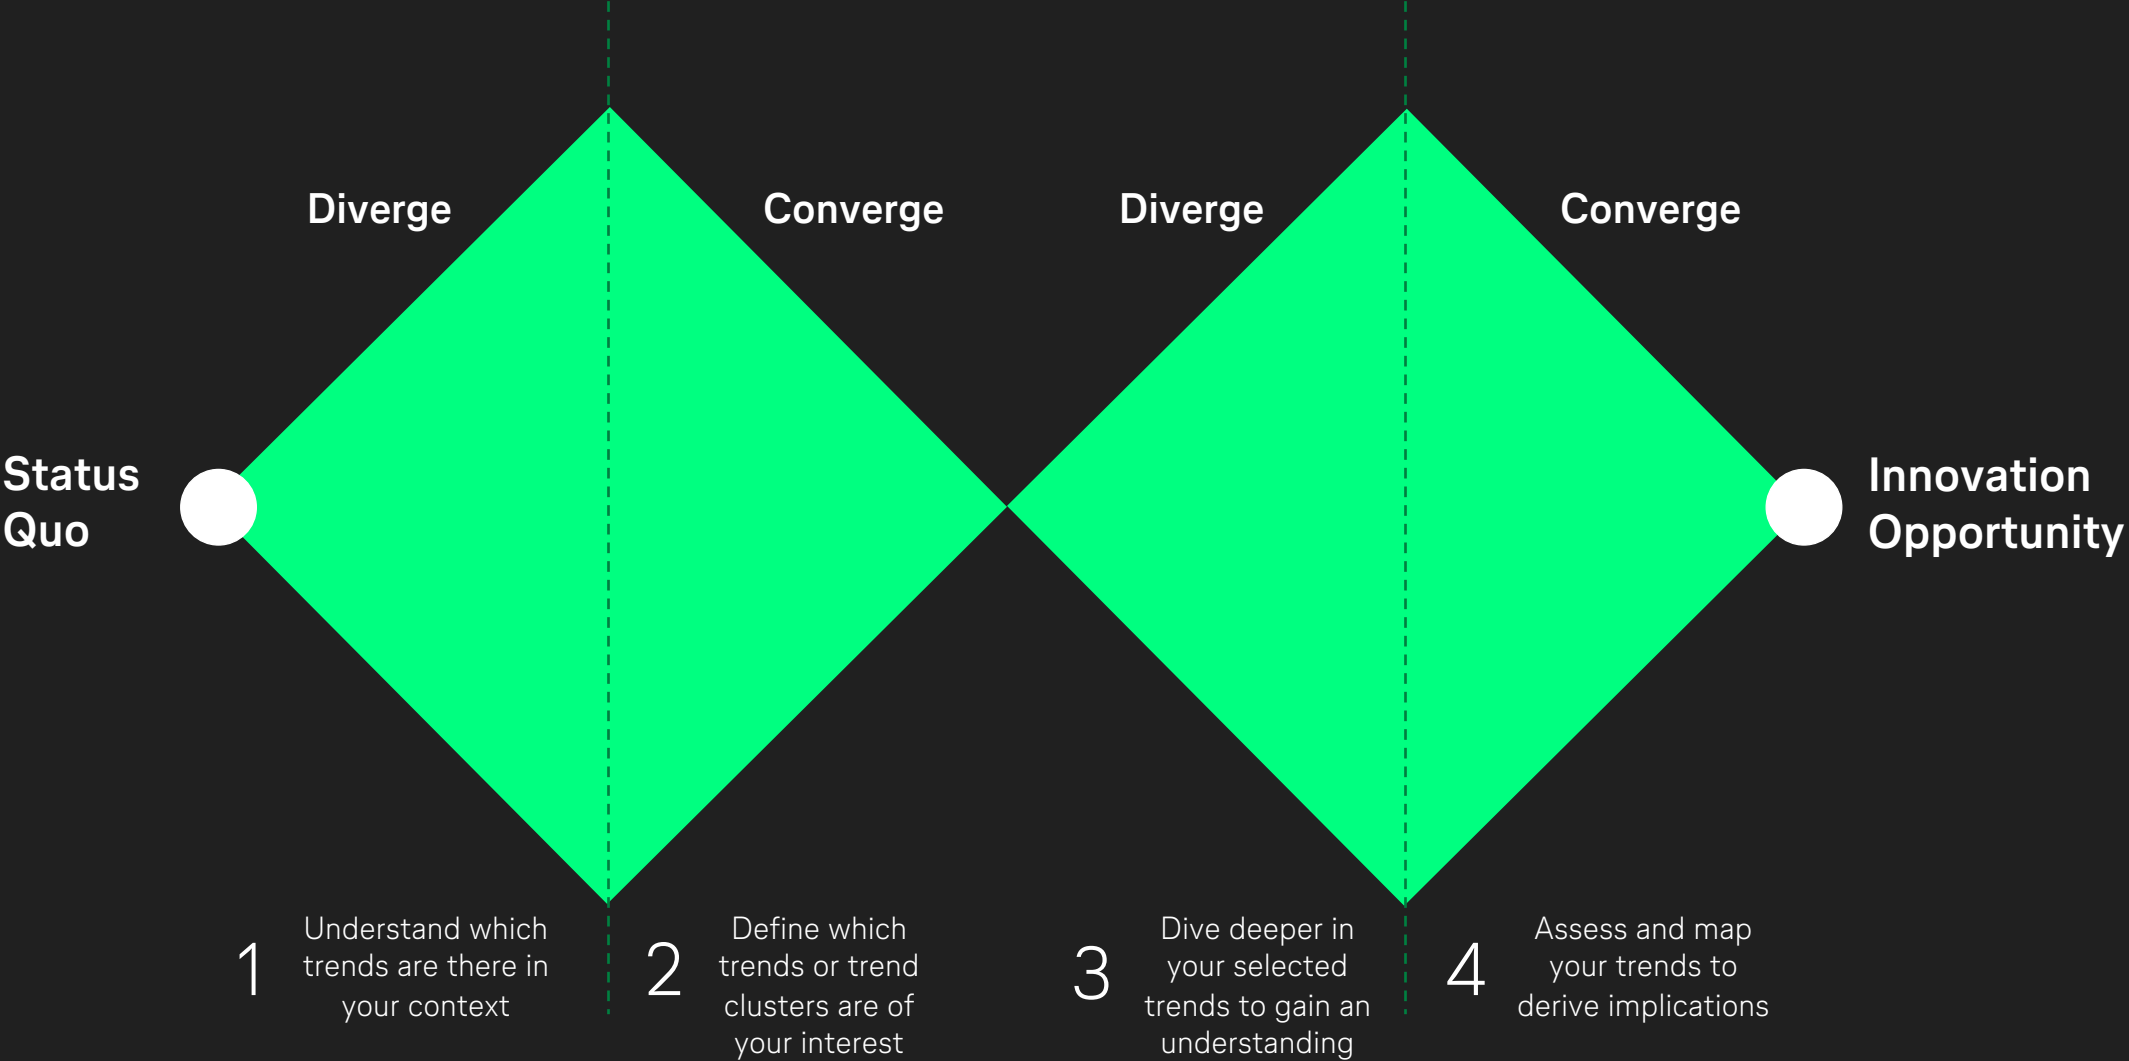 Diverge
Converge
Diverge
Converge
Status
Quo
Innovation
Opportunity
1
Understand which
trends are there in
your context
2
Define which
trends or trend
clusters are of
your interest
3
Dive deeper in
your selected
trends to gain an
understanding
4
Assess and map
your trends to
derive implications